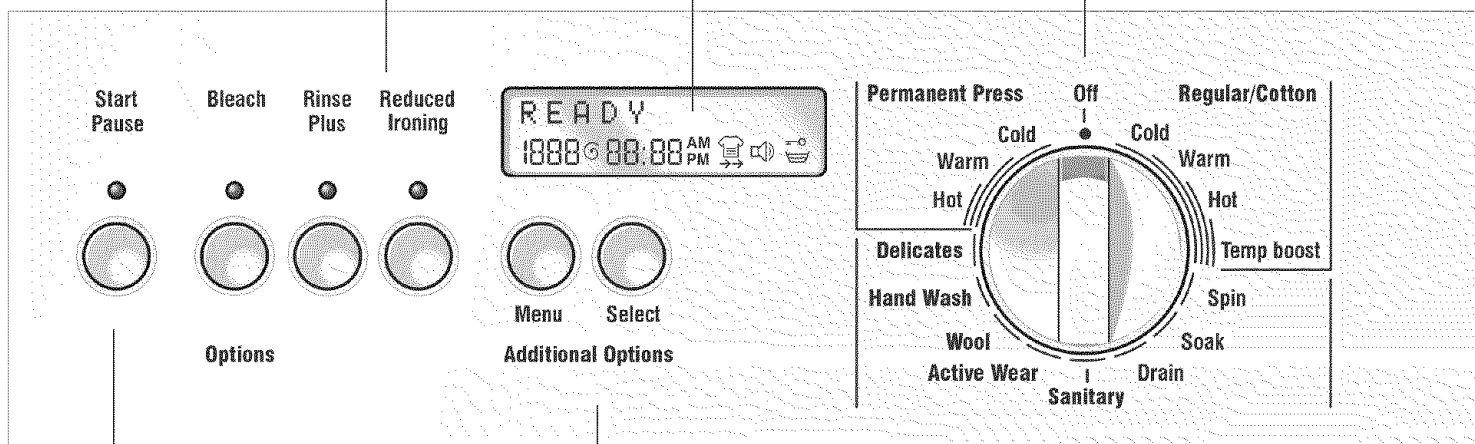 Start
Pause
Bleach
Rinse
Plus
Reduced
Ironing
READY
1888 88:88 AM
PM
Menu
Select
Options
Additional Options
Permanent Press
Off
Regular/Cotton
Cold
Cold
Warm
Warm
Hot
Hot
Delicates
Temp boost
Hand Wash
Spin
Wool
Soak
Active Wear
Drain
Sanitary